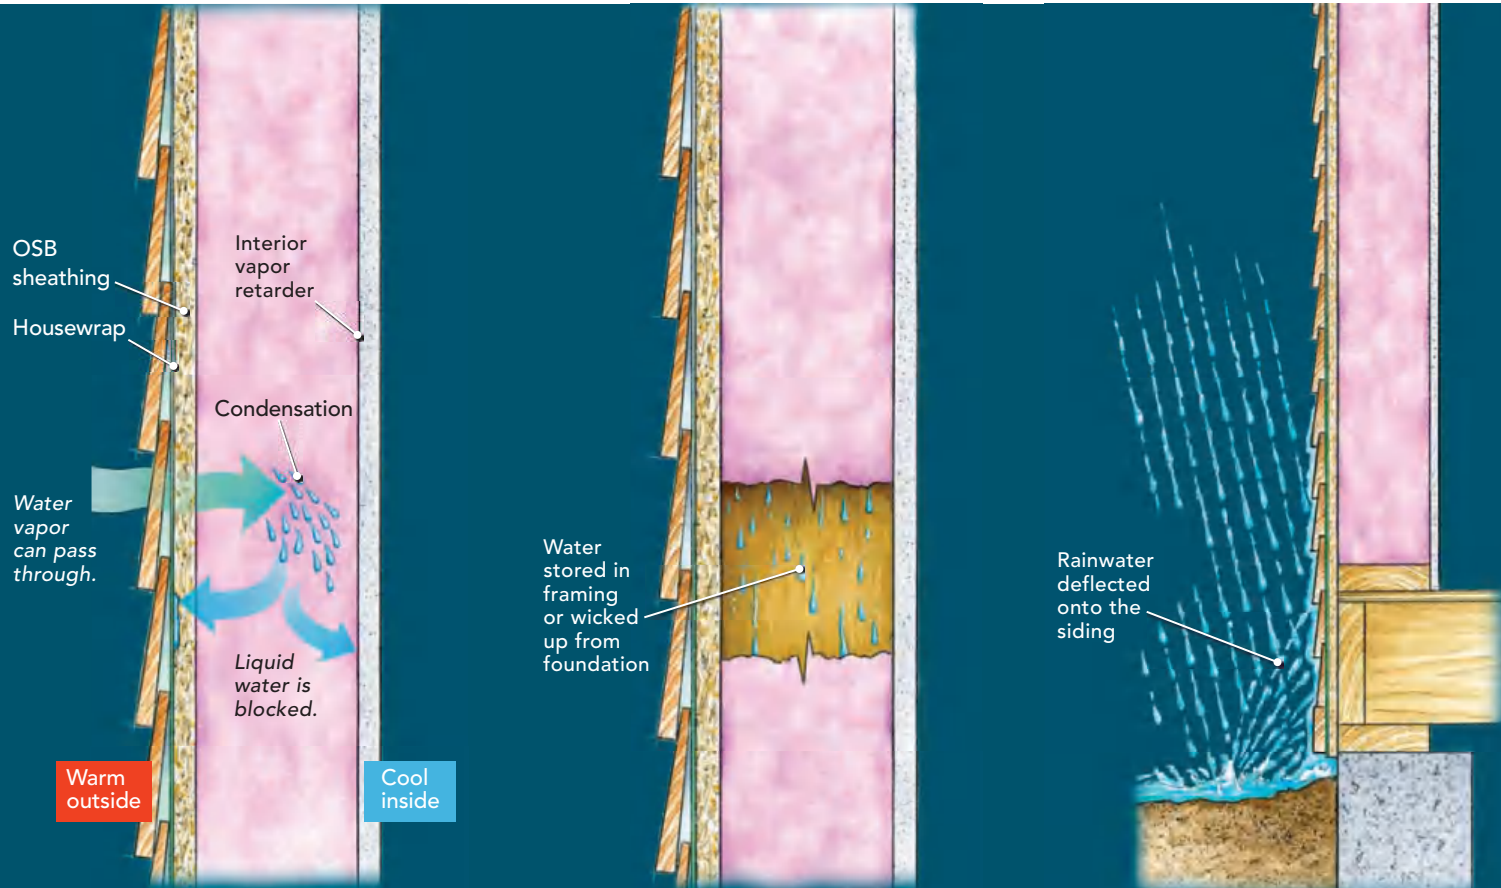 OSB
sheathing
Housewrap
Interior
vapor
retarder
Condensation
Water
vapor
can pass
through.
Liquid
water is
blocked.
Warm
outside
Cool
inside
Water
stored in
framing
or wicked
up from
foundation
Rainwater
deflected
onto the
siding